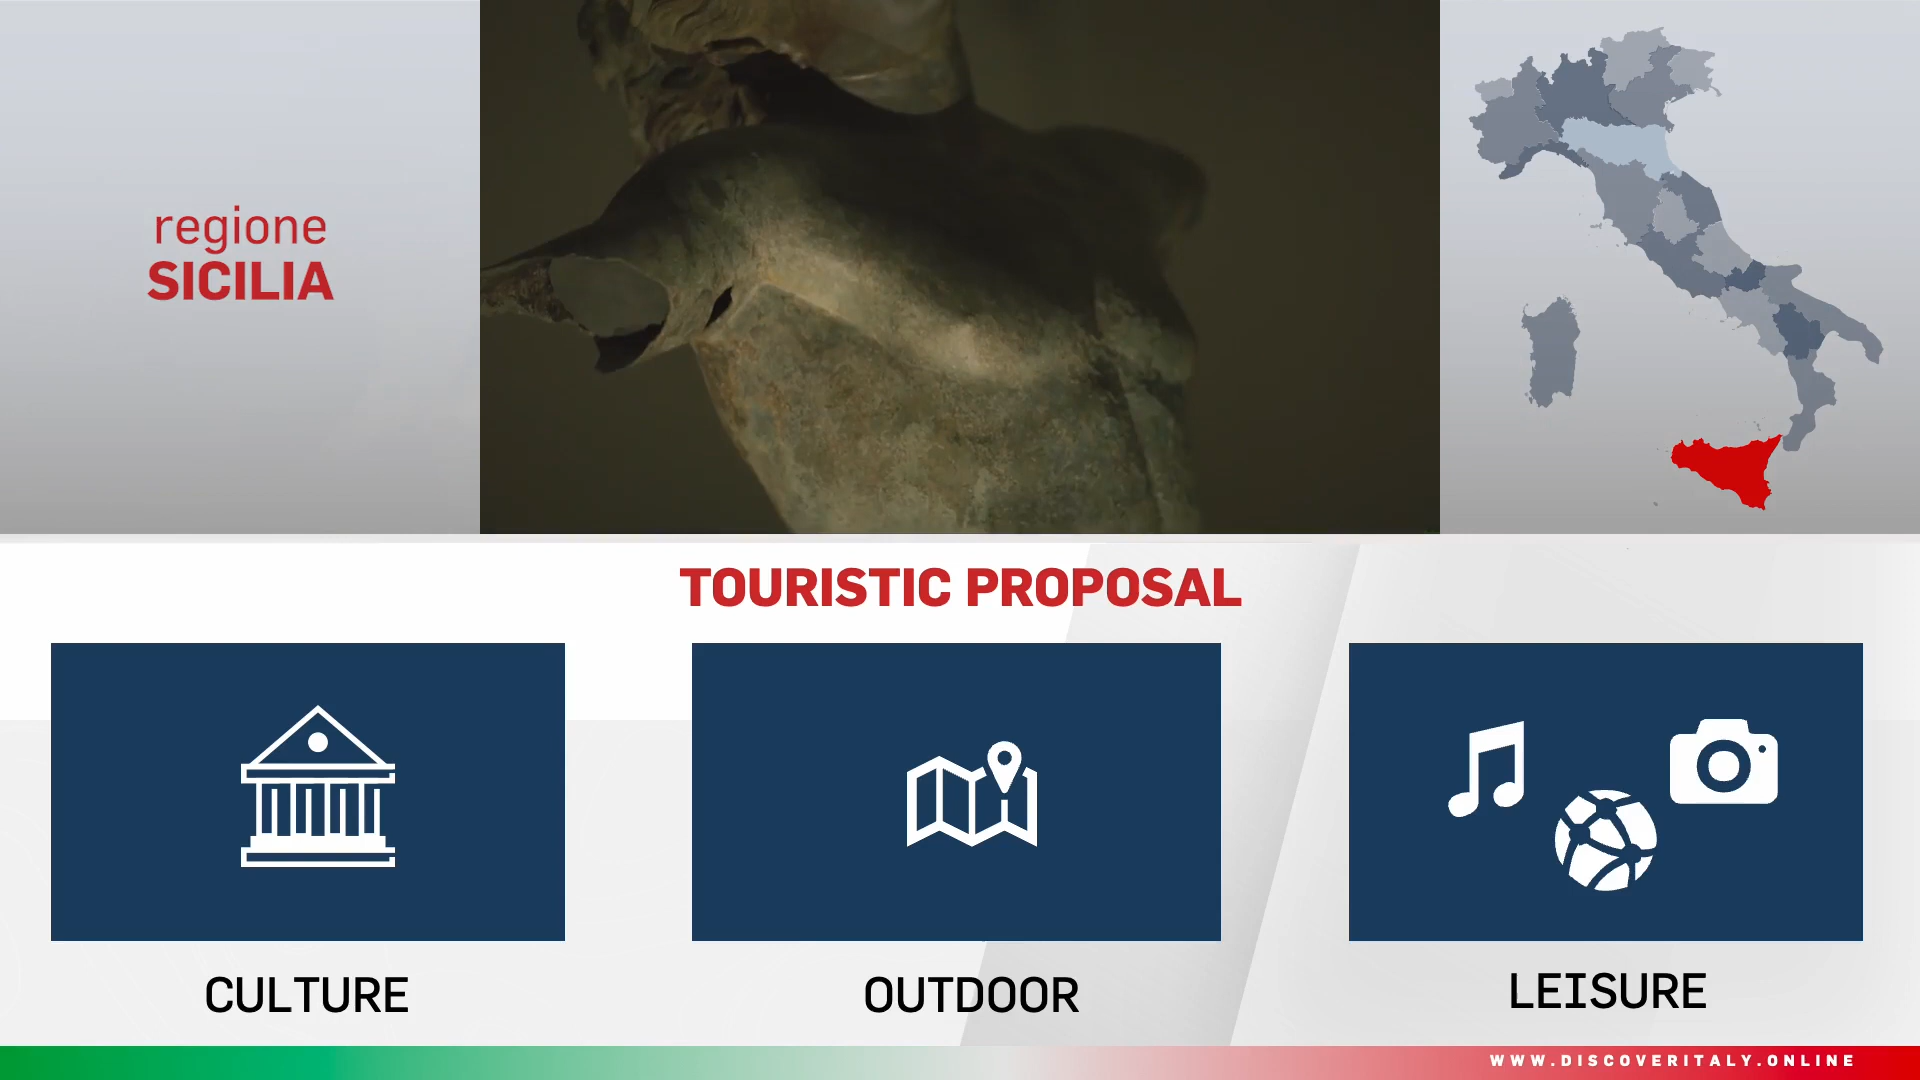 regione
SICILIA
TOURISTIC PROPOSAL
CULTURE
OUTDOOR
LEISURE
WWW.DISCOVERITALY.ONLINE